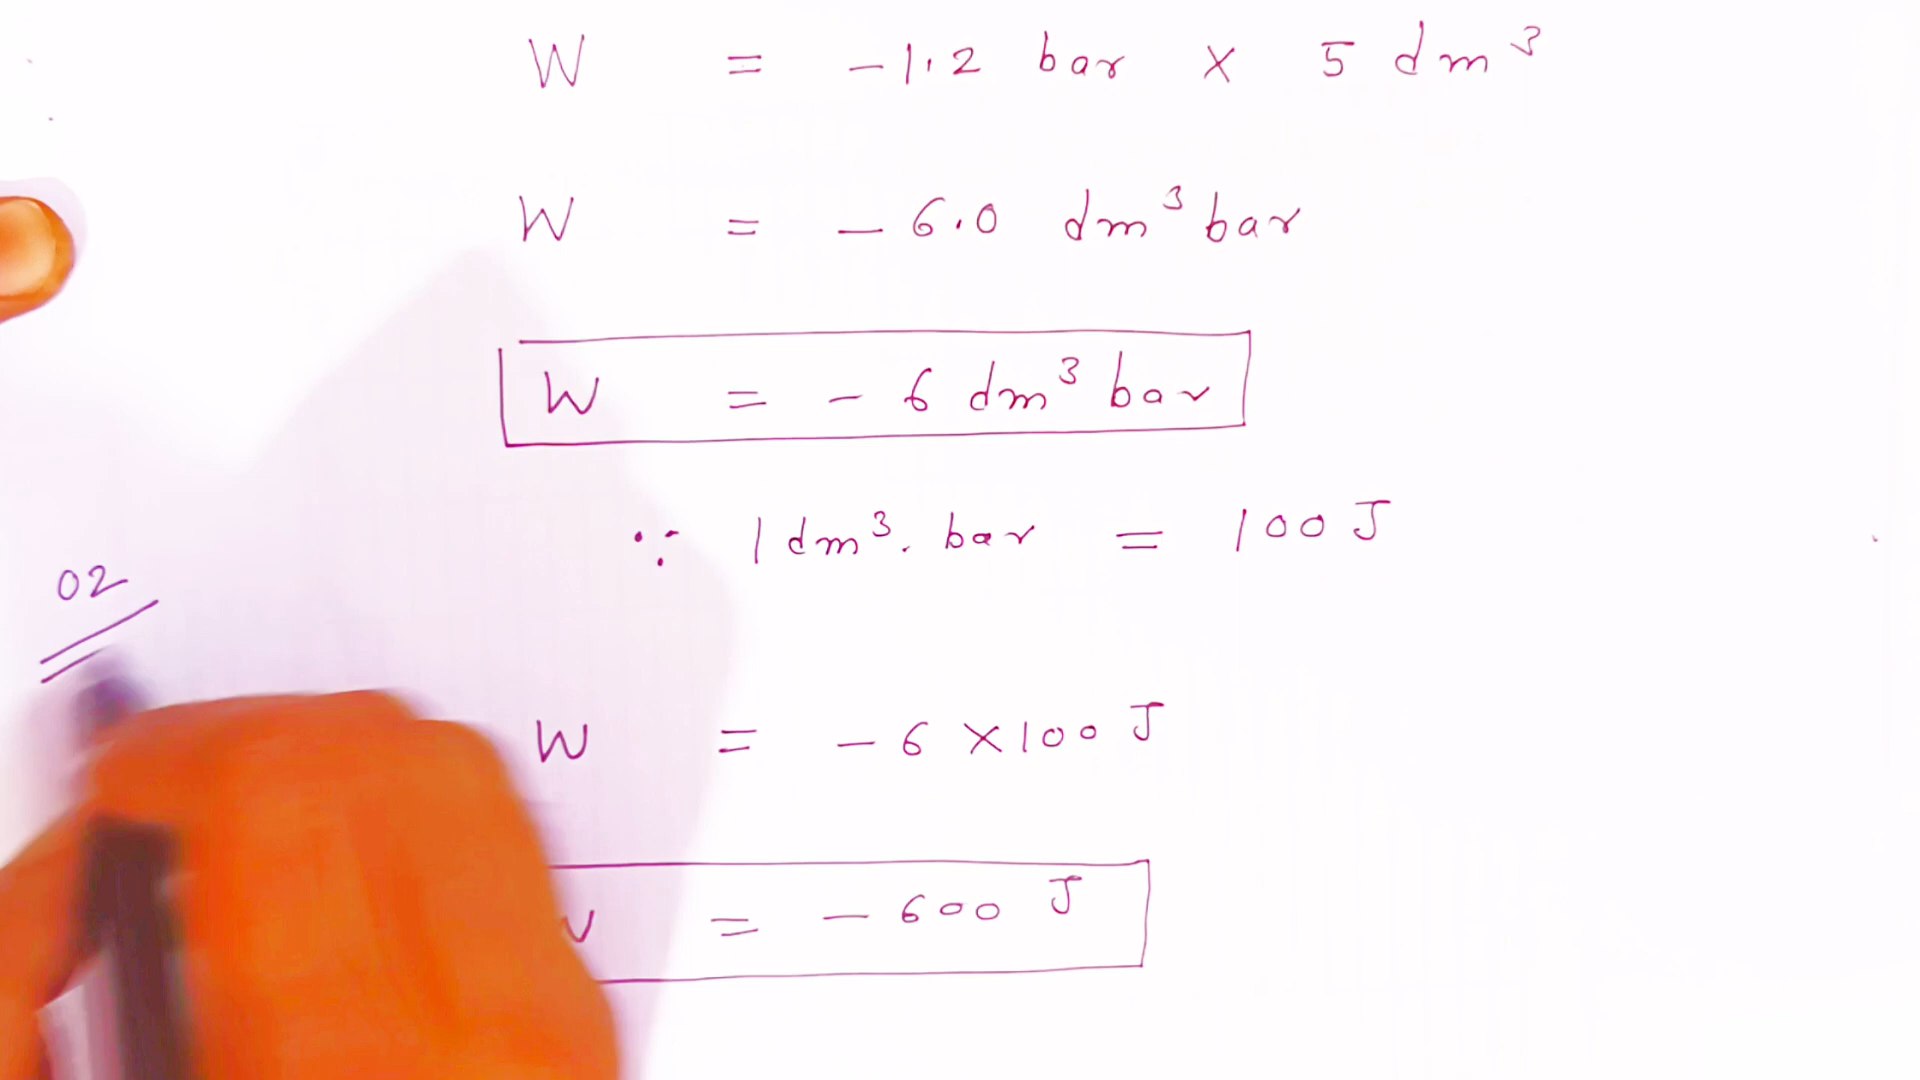 W = -1.2 bar × 5 dm³
W = - 6.0 dm³ bar
W = - 6 dm³ bar
∵ 1 dm³. bar = 100 J
02
W = - 6 × 100 J
W = - 600 J